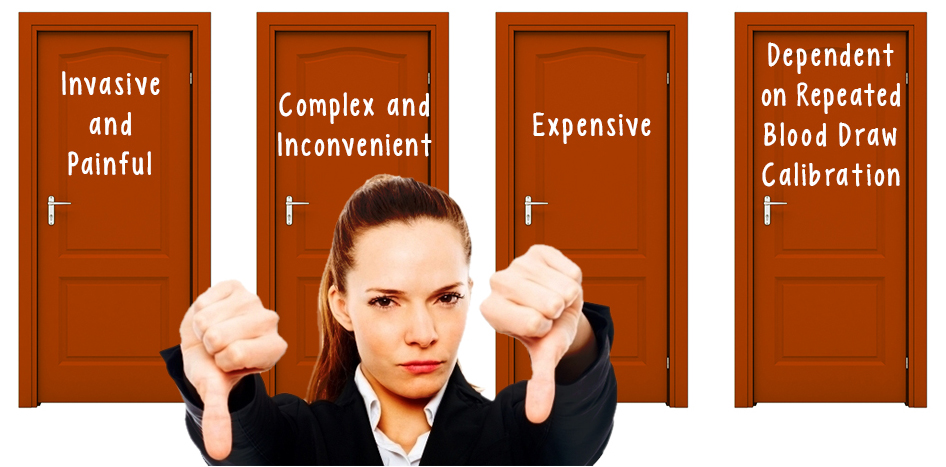 Invasive
and
Painful
Complex and
Inconvenient
Expensive
Dependent
on Repeated
Blood Draw
Calibration